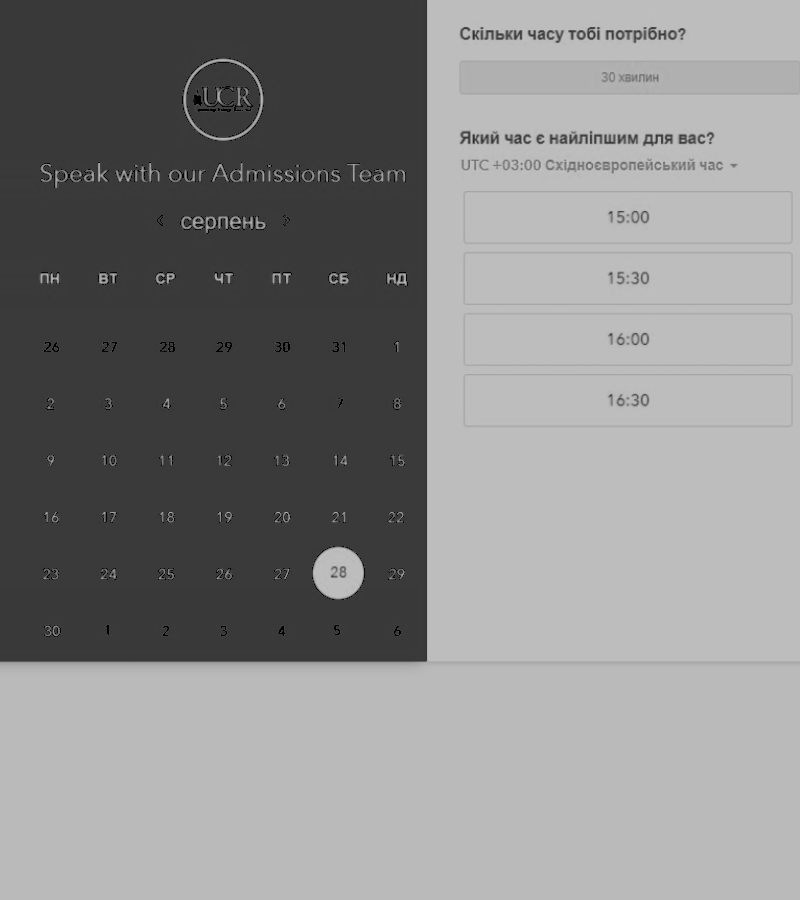 UCR
Speak with our Admissions Team
серпень
ПН ВТ СР ЧТ ПТ СБ НД
26 27 28 29 30 31 1
2 3 4 5 6 7 8
9 10 11 12 13 14 15
16 17 18 19 20 21 22
23 24 25 26 27 28 29
30 1 2 3 4 5 6
Скільки часу тобі потрібно?
30 хвилин
Який час є найліпшим для вас?
UTC +03:00 Східноєвропейський час
15:00
15:30
16:00
16:30